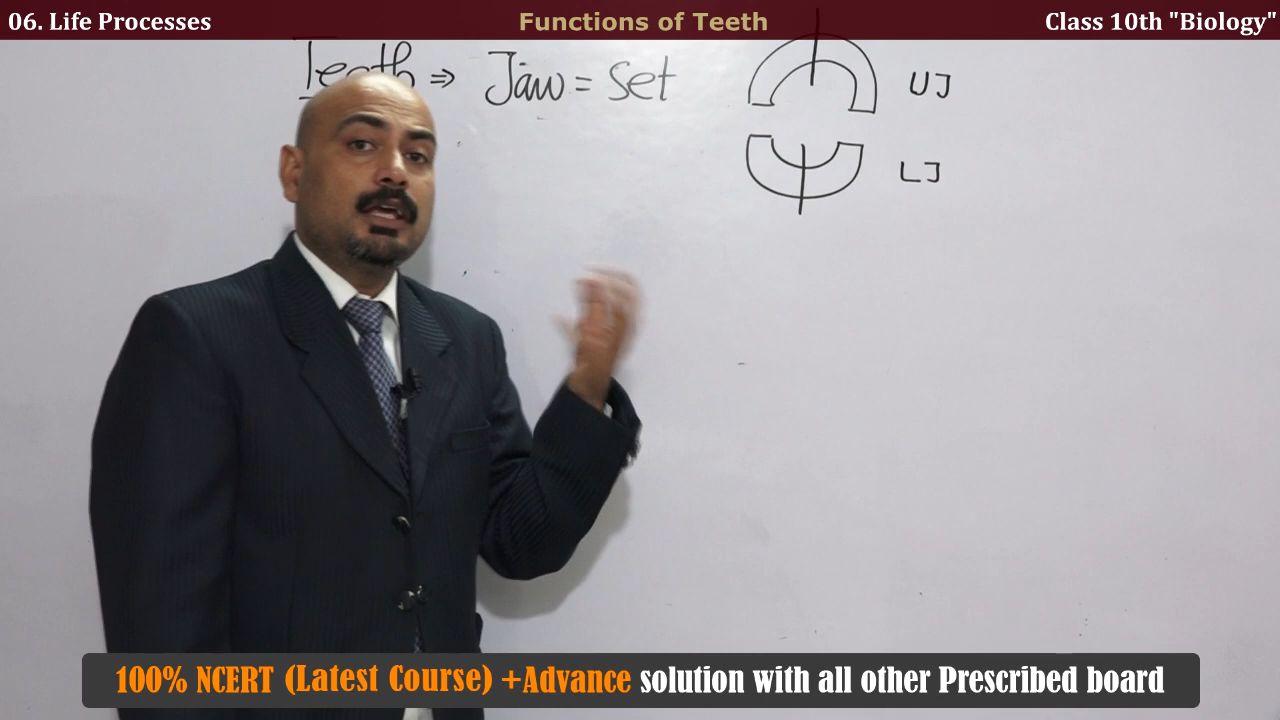 06. Life Processes
Functions of Teeth
Class 10th "Biology"
Teeth ⇒ Jaw = Set
UJ
LJ
100% NCERT (Latest Course) +Advance solution with all other Prescribed board